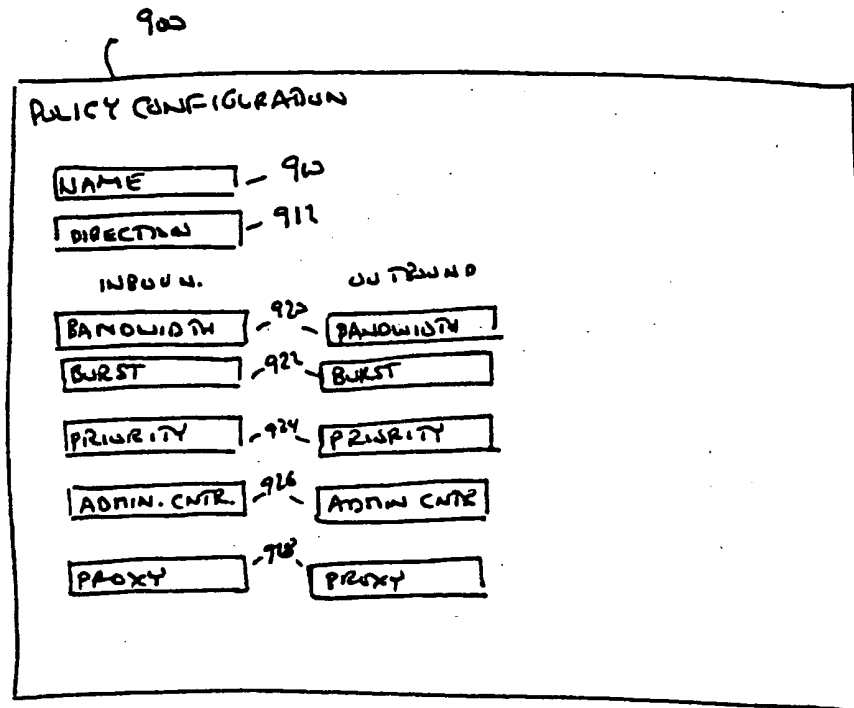 900
POLICY CONFIGURATION
NAME 910
DIRECTION 912
INBOUN. OUTBOUND
BANDWIDTH 920 BANDWIDTH
BURST 922 BURST
PRIORITY 924 PRIORITY
ADMIN. CNTR. 926 ADMIN CNTR
PROXY 928 PROXY